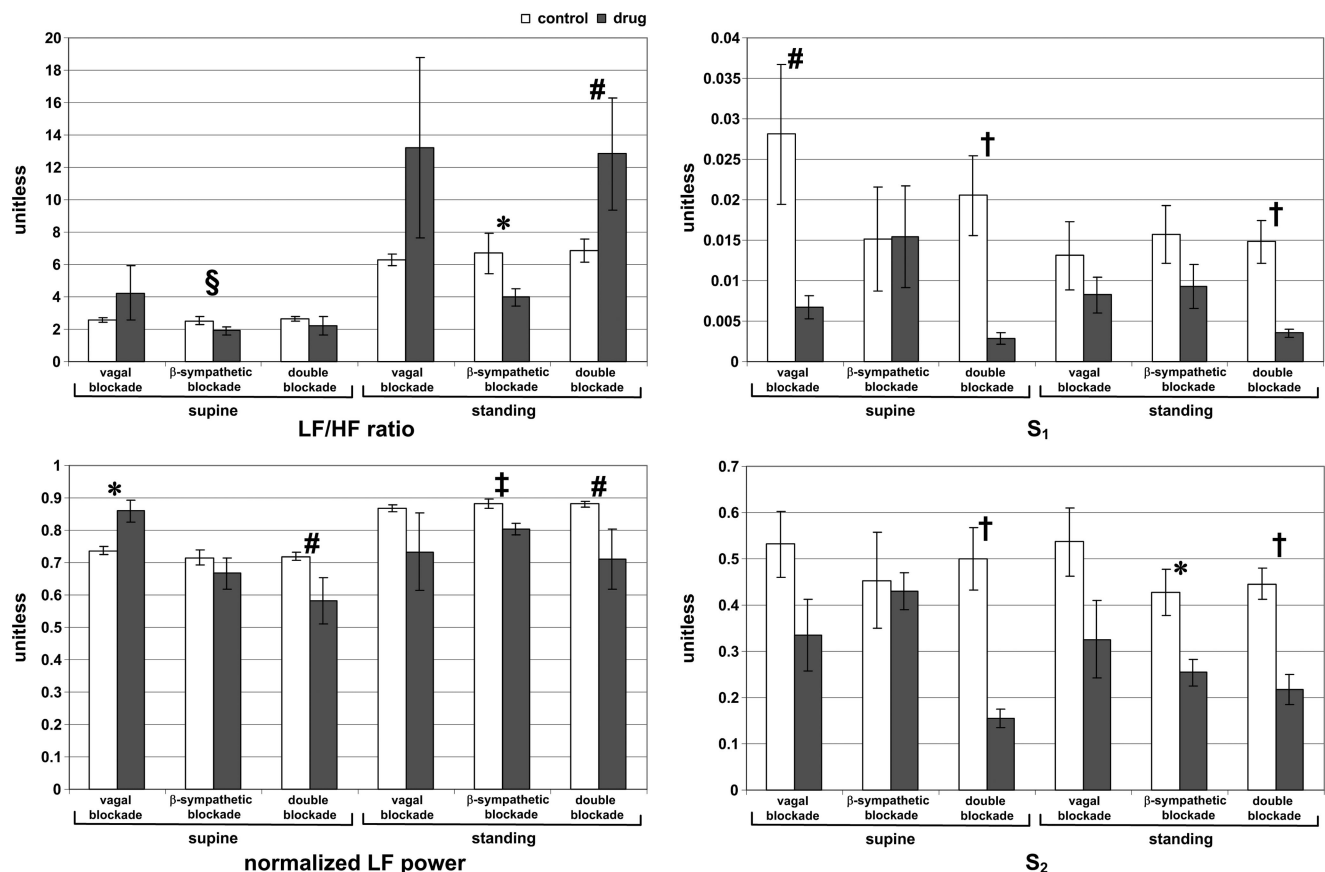 control drug
20
18
16
14
12
10
8
6
4
2
0
unitless
§
*
#
vagal β-sympathetic double vagal β-sympathetic double
blockade blockade blockade blockade blockade blockade
supine standing
LF/HF ratio
0.04
0.035
0.03
0.025
0.02
0.015
0.01
0.005
0
unitless
#
†
†
vagal β-sympathetic double vagal β-sympathetic double
blockade blockade blockade blockade blockade blockade
supine standing
S₁
1
0.9
0.8
0.7
0.6
0.5
0.4
0.3
0.2
0.1
0
unitless
*
#
‡
#
vagal β-sympathetic double vagal β-sympathetic double
blockade blockade blockade blockade blockade blockade
supine standing
normalized LF power
0.7
0.6
0.5
0.4
0.3
0.2
0.1
0
unitless
†
*
†
vagal β-sympathetic double vagal β-sympathetic double
blockade blockade blockade blockade blockade blockade
supine standing
S₂